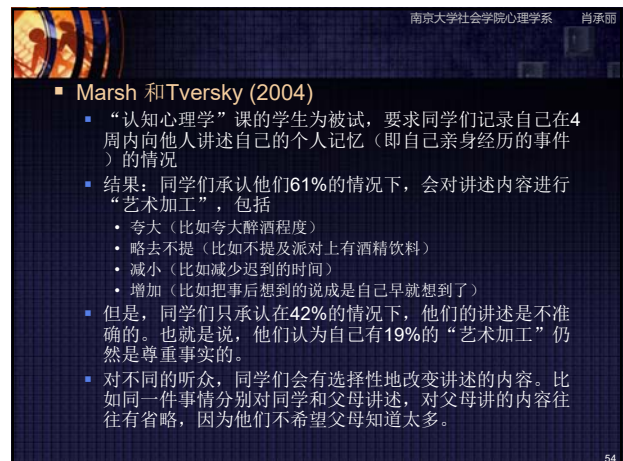 南京大学社会学院心理学系 肖承丽
Marsh 和Tversky (2004)
“认知心理学”课的学生为被试，要求同学们记录自己在4
周内向他人讲述自己的个人记忆（即自己亲身经历的事件
）的情况
结果：同学们承认他们61%的情况下，会对讲述内容进行
“艺术加工”，包括
夸大（比如夸大醉酒程度）
略去不提（比如不提及派对上有酒精饮料）
减小（比如减少迟到的时间）
增加（比如把事后想到的说成是自己早就想到了）
但是，同学们只承认在42%的情况下，他们的讲述是不准
确的。也就是说，他们认为自己有19%的“艺术加工”仍
然是尊重事实的。
对不同的听众，同学们会有选择性地改变讲述的内容。比
如同一件事情分别对同学和父母讲述，对父母讲的内容往
往有省略，因为他们不希望父母知道太多。
54